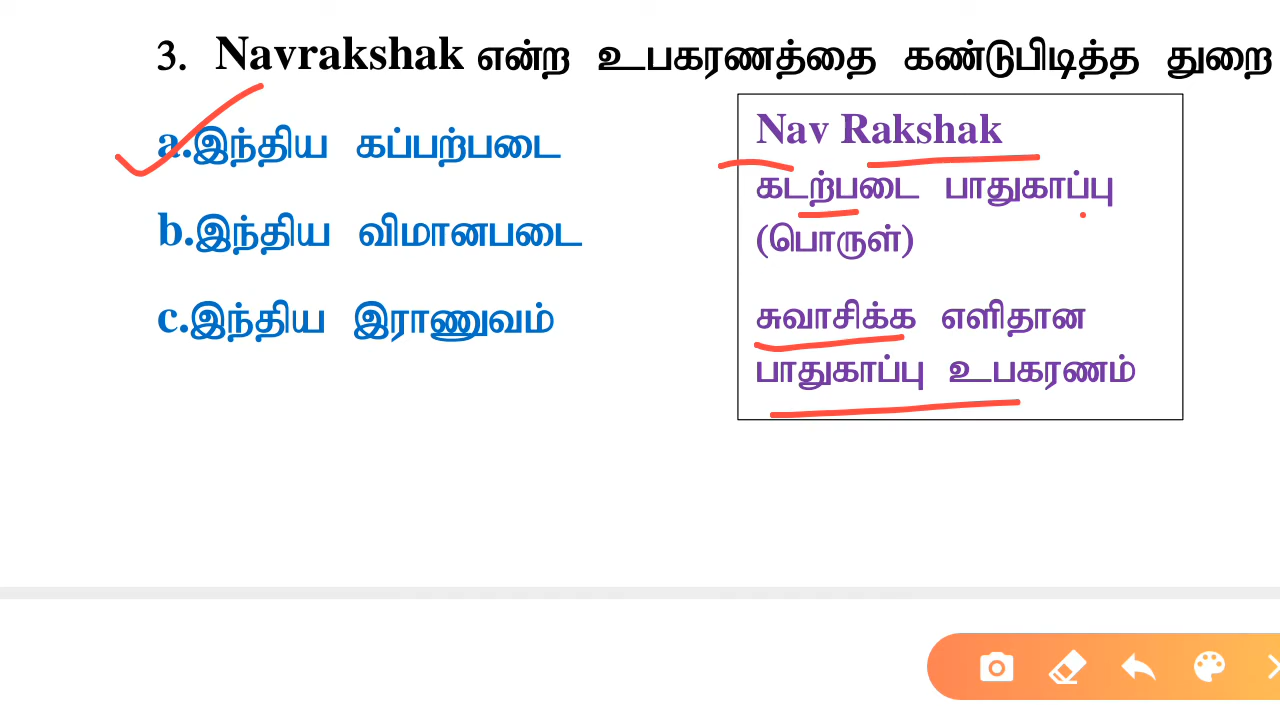 3. Navrakshak என்ற உபகரணத்தை கண்டுபிடித்த துறை
a.இந்திய கப்பற்படை
b.இந்திய விமானபடை
c.இந்திய இராணுவம்
Nav Rakshak
கடற்படை பாதுகாப்பு
(பொருள்)
சுவாசிக்க எளிதான
பாதுகாப்பு உபகரணம்